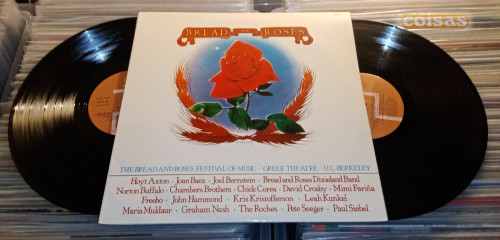 coisas
BREAD ROSES
THE BREAD AND ROSES FESTIVAL OF MUSIC · GREEK THEATRE · U.C. BERKELEY
Hoyt Axton · Joan Baez · Joel Bernstein · Bread and Roses Dixieland Band
Norton Buffalo · Chambers Brothers · Chick Corea · David Crosby · Mimi Fariña
Freebo · John Hammond · Kris Kristofferson · Leah Kunkel
Maria Muldaur · Graham Nash · The Roches · Pete Seeger · Paul Siebel